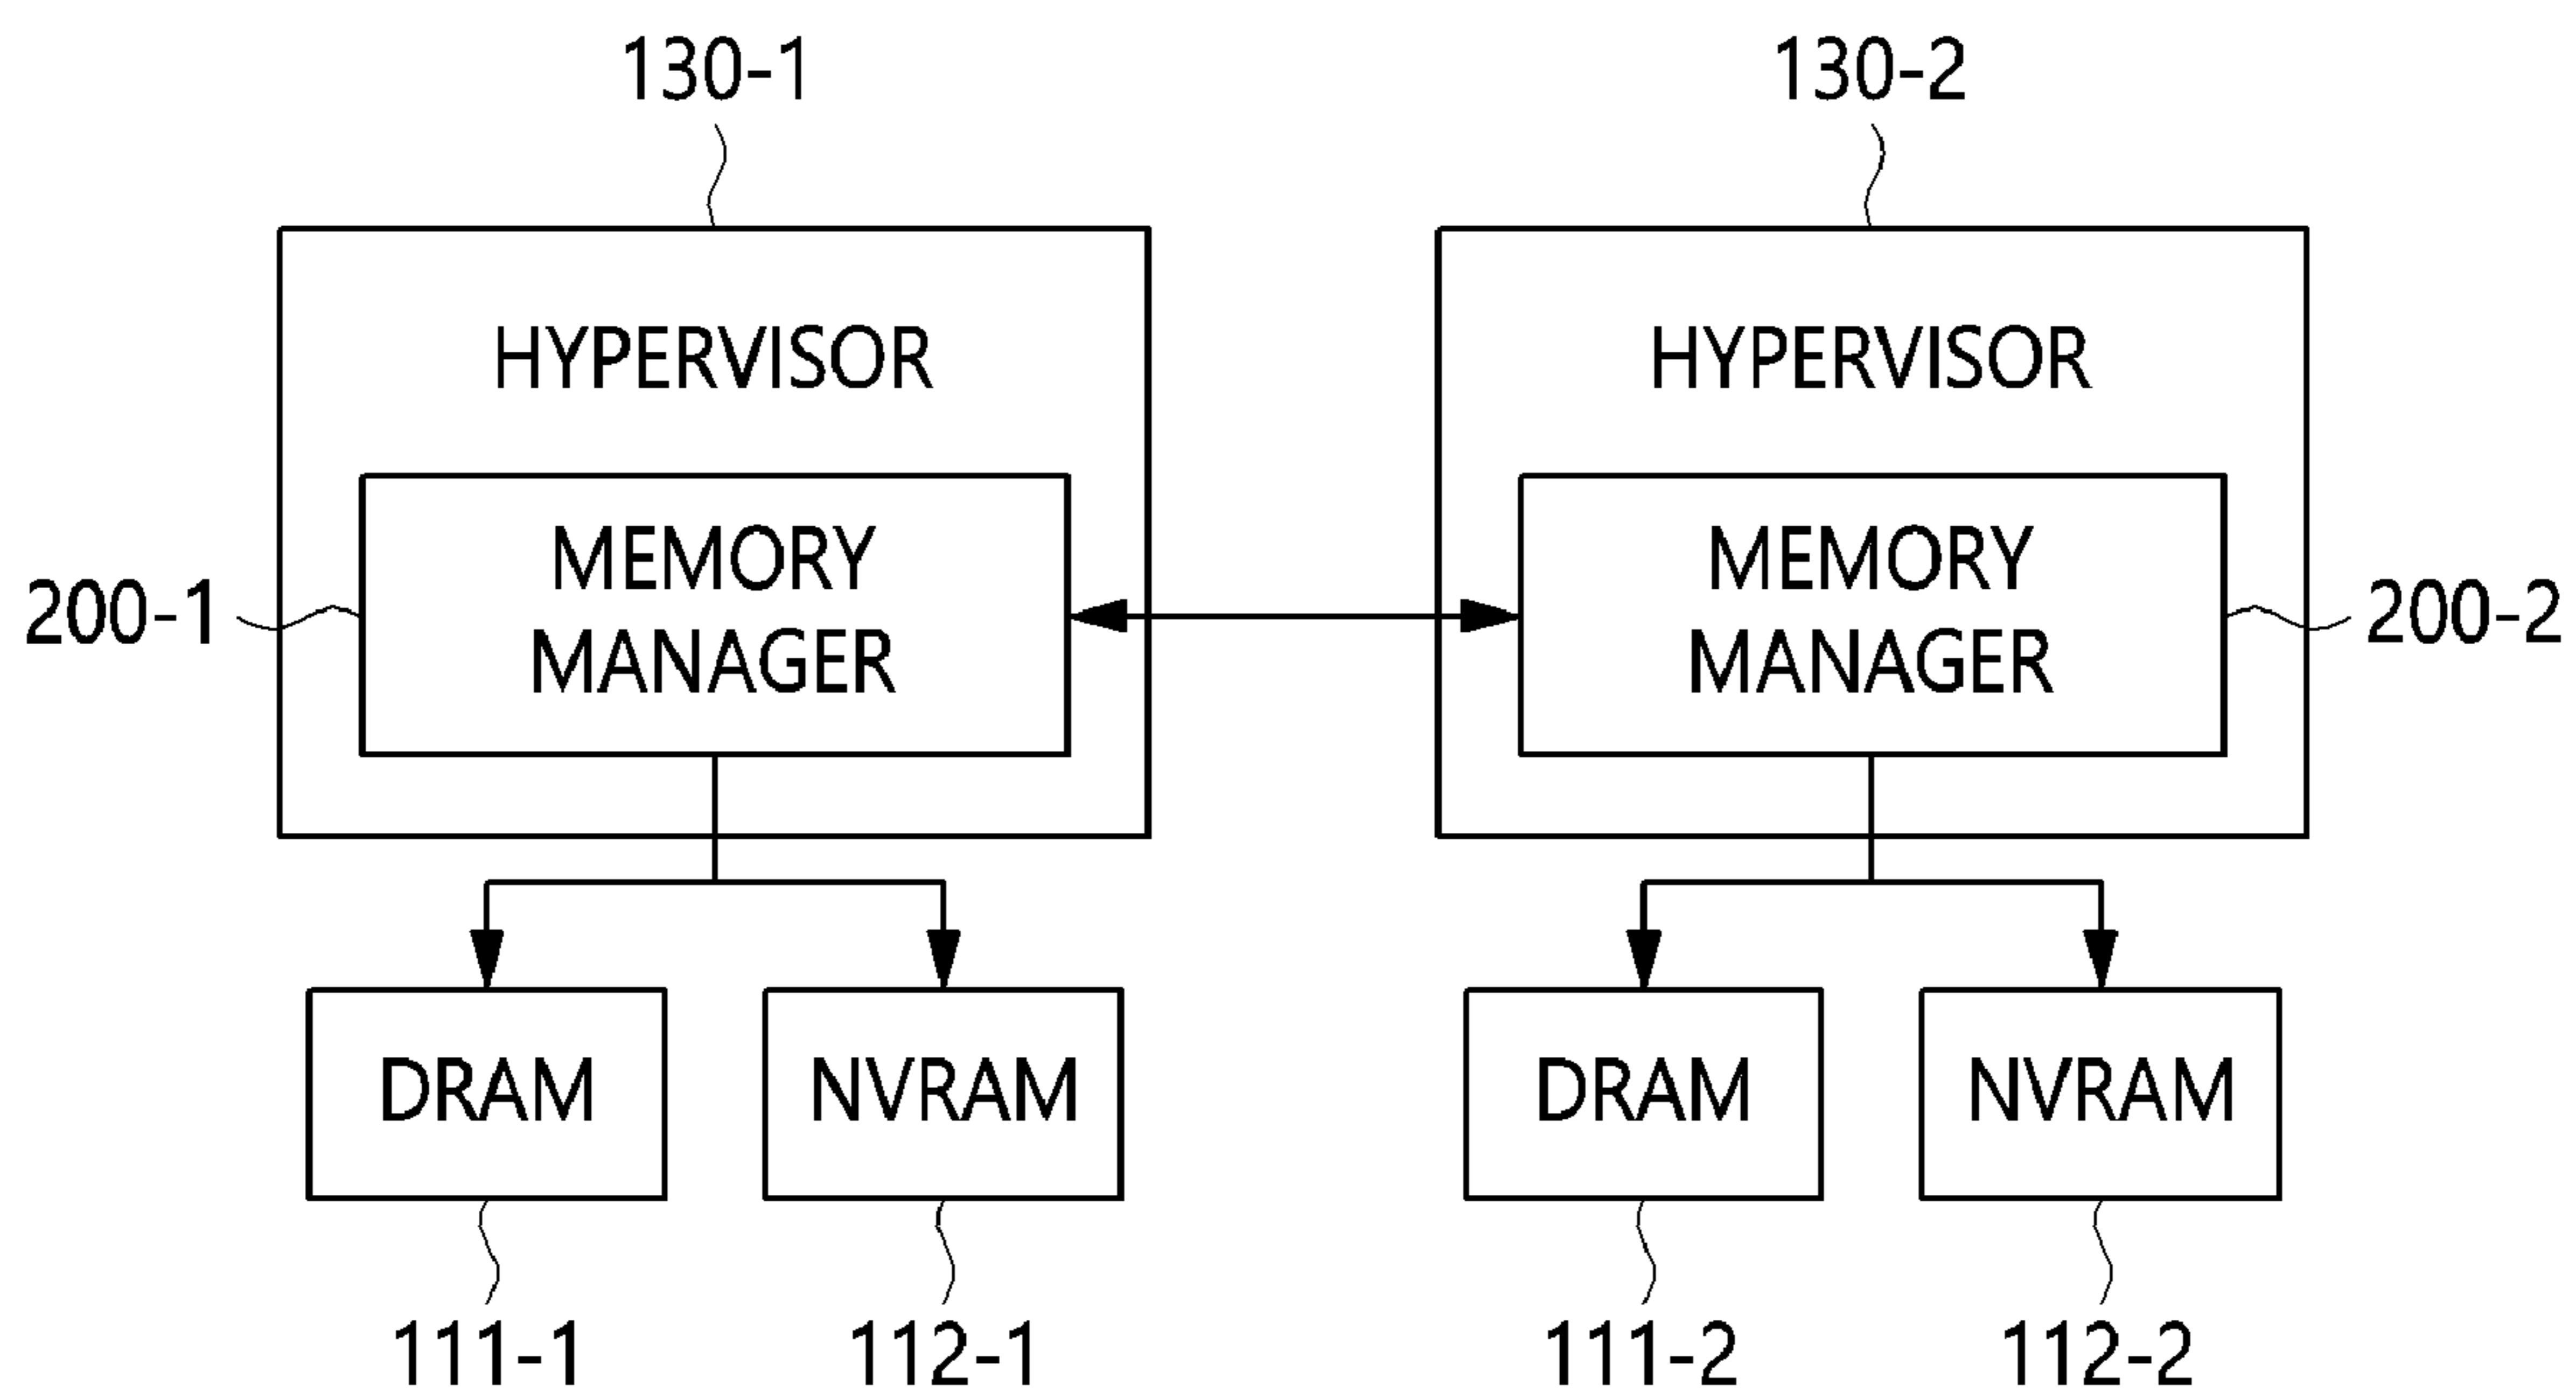 130-1
130-2
HYPERVISOR
HYPERVISOR
MEMORY
MANAGER
MEMORY
MANAGER
200-1
200-2
DRAM
NVRAM
DRAM
NVRAM
111-1
112-1
111-2
112-2